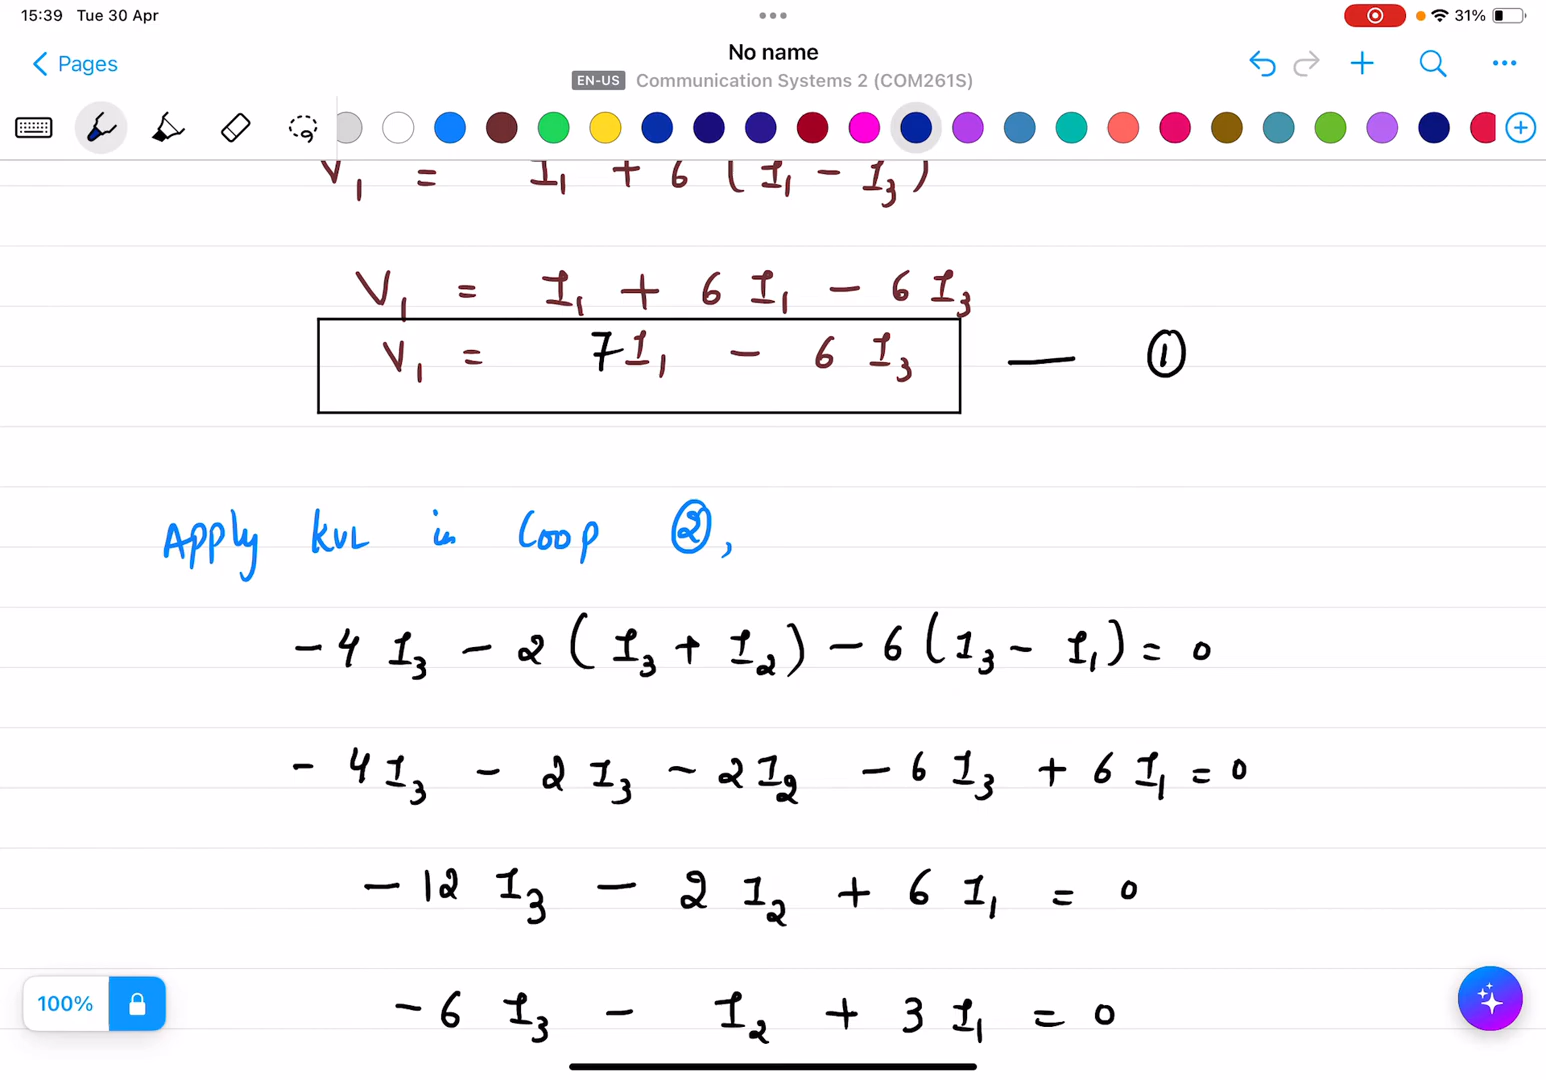 15:39 Tue 30 Apr
31%
Pages
No name
EN-US Communication Systems 2 (COM261S)
V₁ = I₁ + 6 ( I₁ - I₃ )
V₁ = I₁ + 6 I₁ - 6 I₃
V₁ = 7I₁ - 6 I₃ — ①
Apply KVL in Loop ②,
- 4 I₃ - 2 ( I₃ + I₂ ) - 6 ( I₃ - I₁ ) = 0
- 4 I₃ - 2 I₃ - 2 I₂ - 6 I₃ + 6 I₁ = 0
- 12 I₃ - 2 I₂ + 6 I₁ = 0
- 6 I₃ - I₂ + 3 I₁ = 0
100%